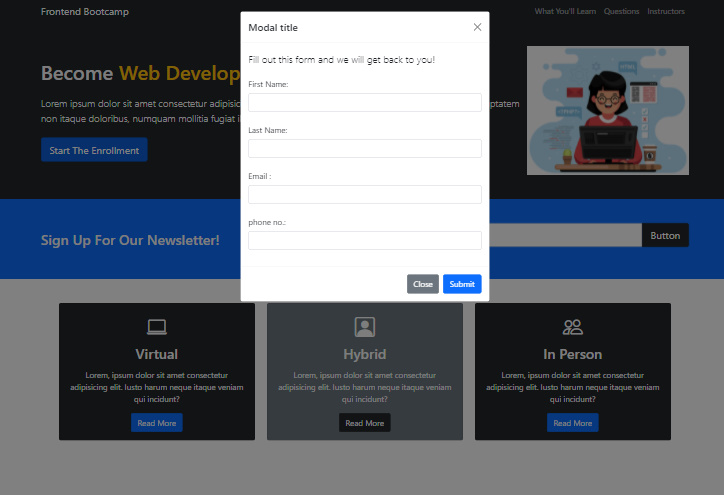 Frontend Bootcamp
What You'll Learn Questions Instructors
Modal title
Fill out this form and we will get back to you!
First Name:
Last Name:
Email :
phone no.:
Close Submit
Become Web Develop
Lorem ipsum dolor sit amet consectetur adipisic
non itaque doloribus, numquam mollitia fugiat
Start The Enrollment
Sign Up For Our Newsletter!
Button
Virtual
Lorem, ipsum dolor sit amet consectetur
adipisicing elit. Iusto harum neque itaque veniam
qui incidunt?
Read More
Hybrid
Lorem, ipsum dolor sit amet consectetur
adipisicing elit. Iusto harum neque itaque veniam
qui incidunt?
Read More
In Person
Lorem, ipsum dolor sit amet consectetur
adipisicing elit. Iusto harum neque itaque veniam
qui incidunt?
Read More